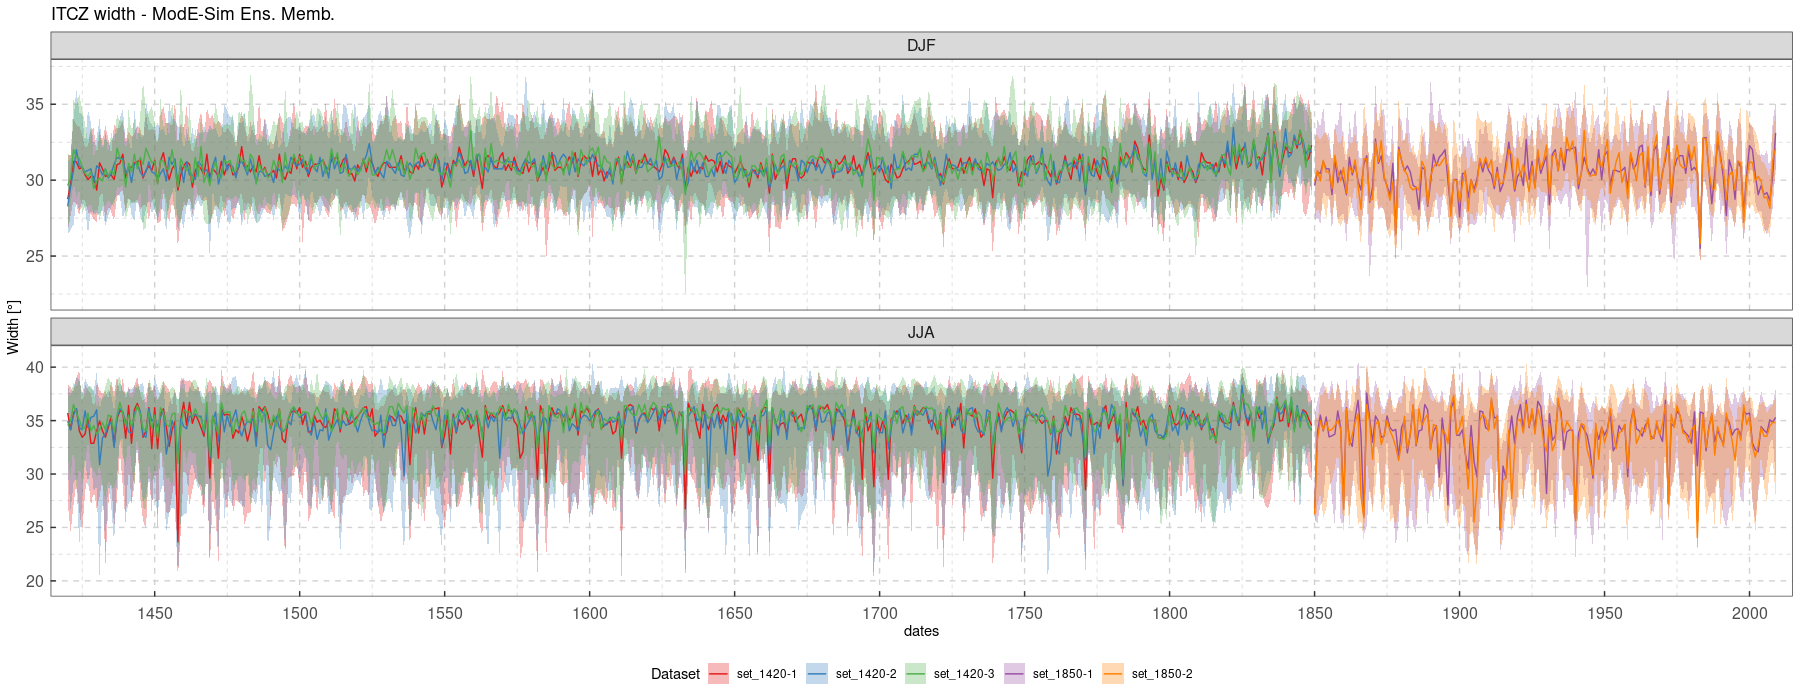 ITCZ width - ModE-Sim Ens. Memb.
DJF
35
30
25
Width [°]
JJA
40
35
30
25
20
1450 1500 1550 1600 1650 1700 1750 1800 1850 1900 1950 2000
dates
Dataset set_1420-1 set_1420-2 set_1420-3 set_1850-1 set_1850-2